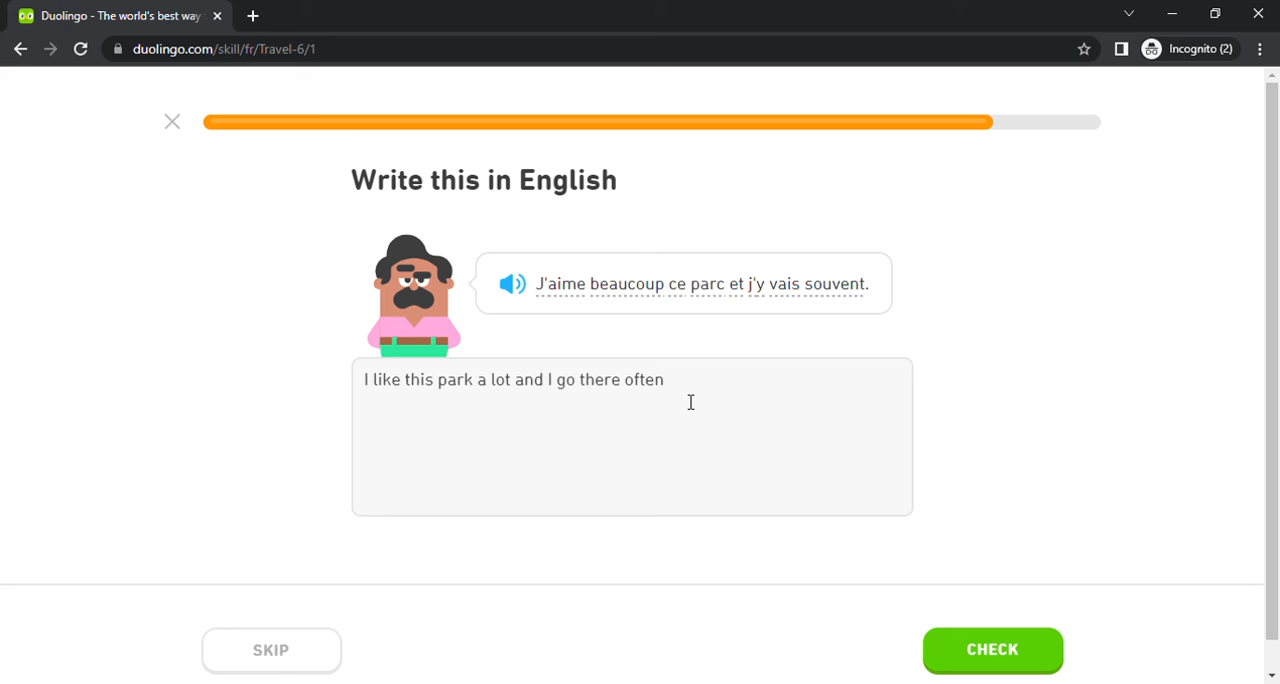 Duolingo - The world's best way
duolingo.com/skill/fr/Travel-6/1
Incognito (2)
Write this in English
J'aime beaucoup ce parc et j'y vais souvent.
I like this park a lot and I go there often
SKIP
CHECK